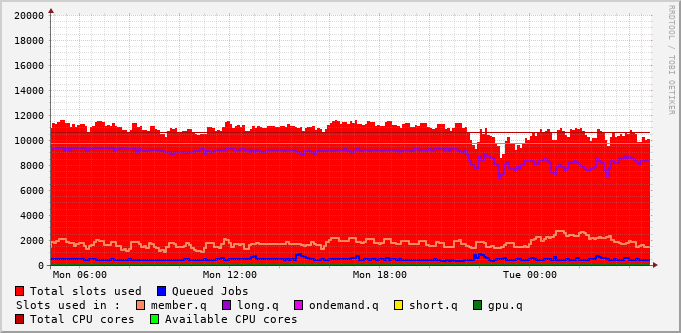 20000
18000
16000
14000
12000
10000
8000
6000
4000
2000
0
Mon 06:00 Mon 12:00 Mon 18:00 Tue 00:00
RRDTOOL / TOBI OETIKER
Total slots used Queued Jobs
Slots used in : member.q long.q ondemand.q short.q gpu.q
Total CPU cores Available CPU cores